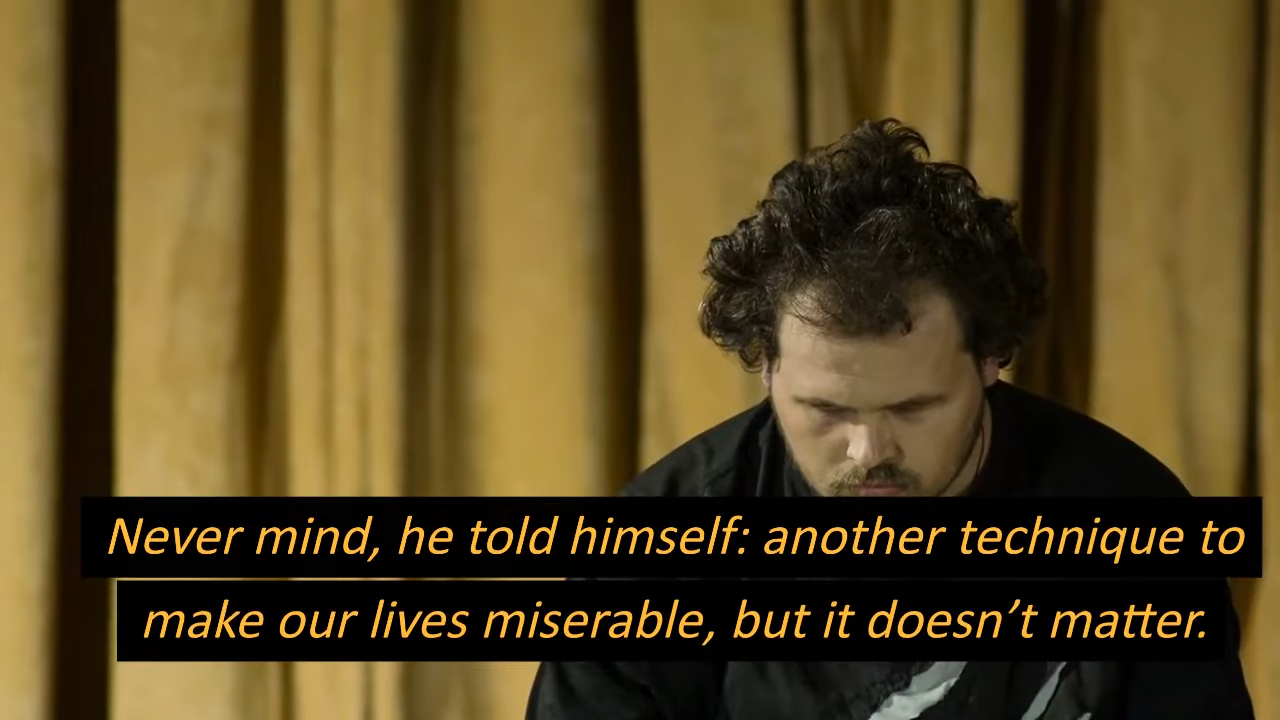 Never mind, he told himself: another technique to
make our lives miserable, but it doesn’t matter.